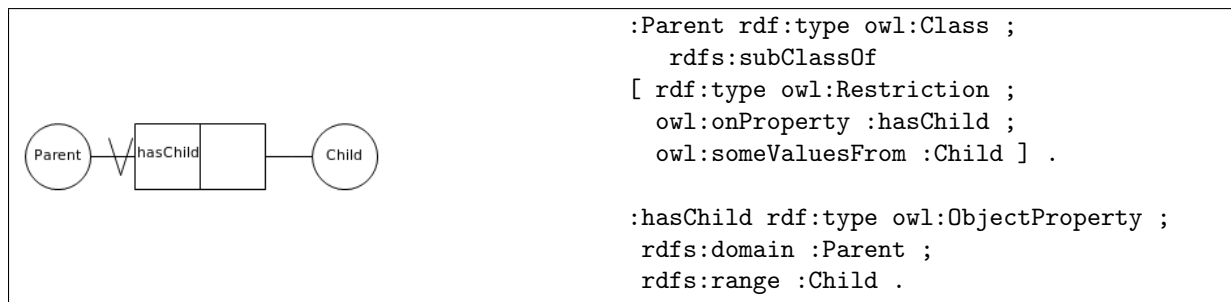 Parent
hasChild
Child
:Parent rdf:type owl:Class ;
rdfs:subClassOf
[ rdf:type owl:Restriction ;
owl:onProperty :hasChild ;
owl:someValuesFrom :Child ] .
:hasChild rdf:type owl:ObjectProperty ;
rdfs:domain :Parent ;
rdfs:range :Child .